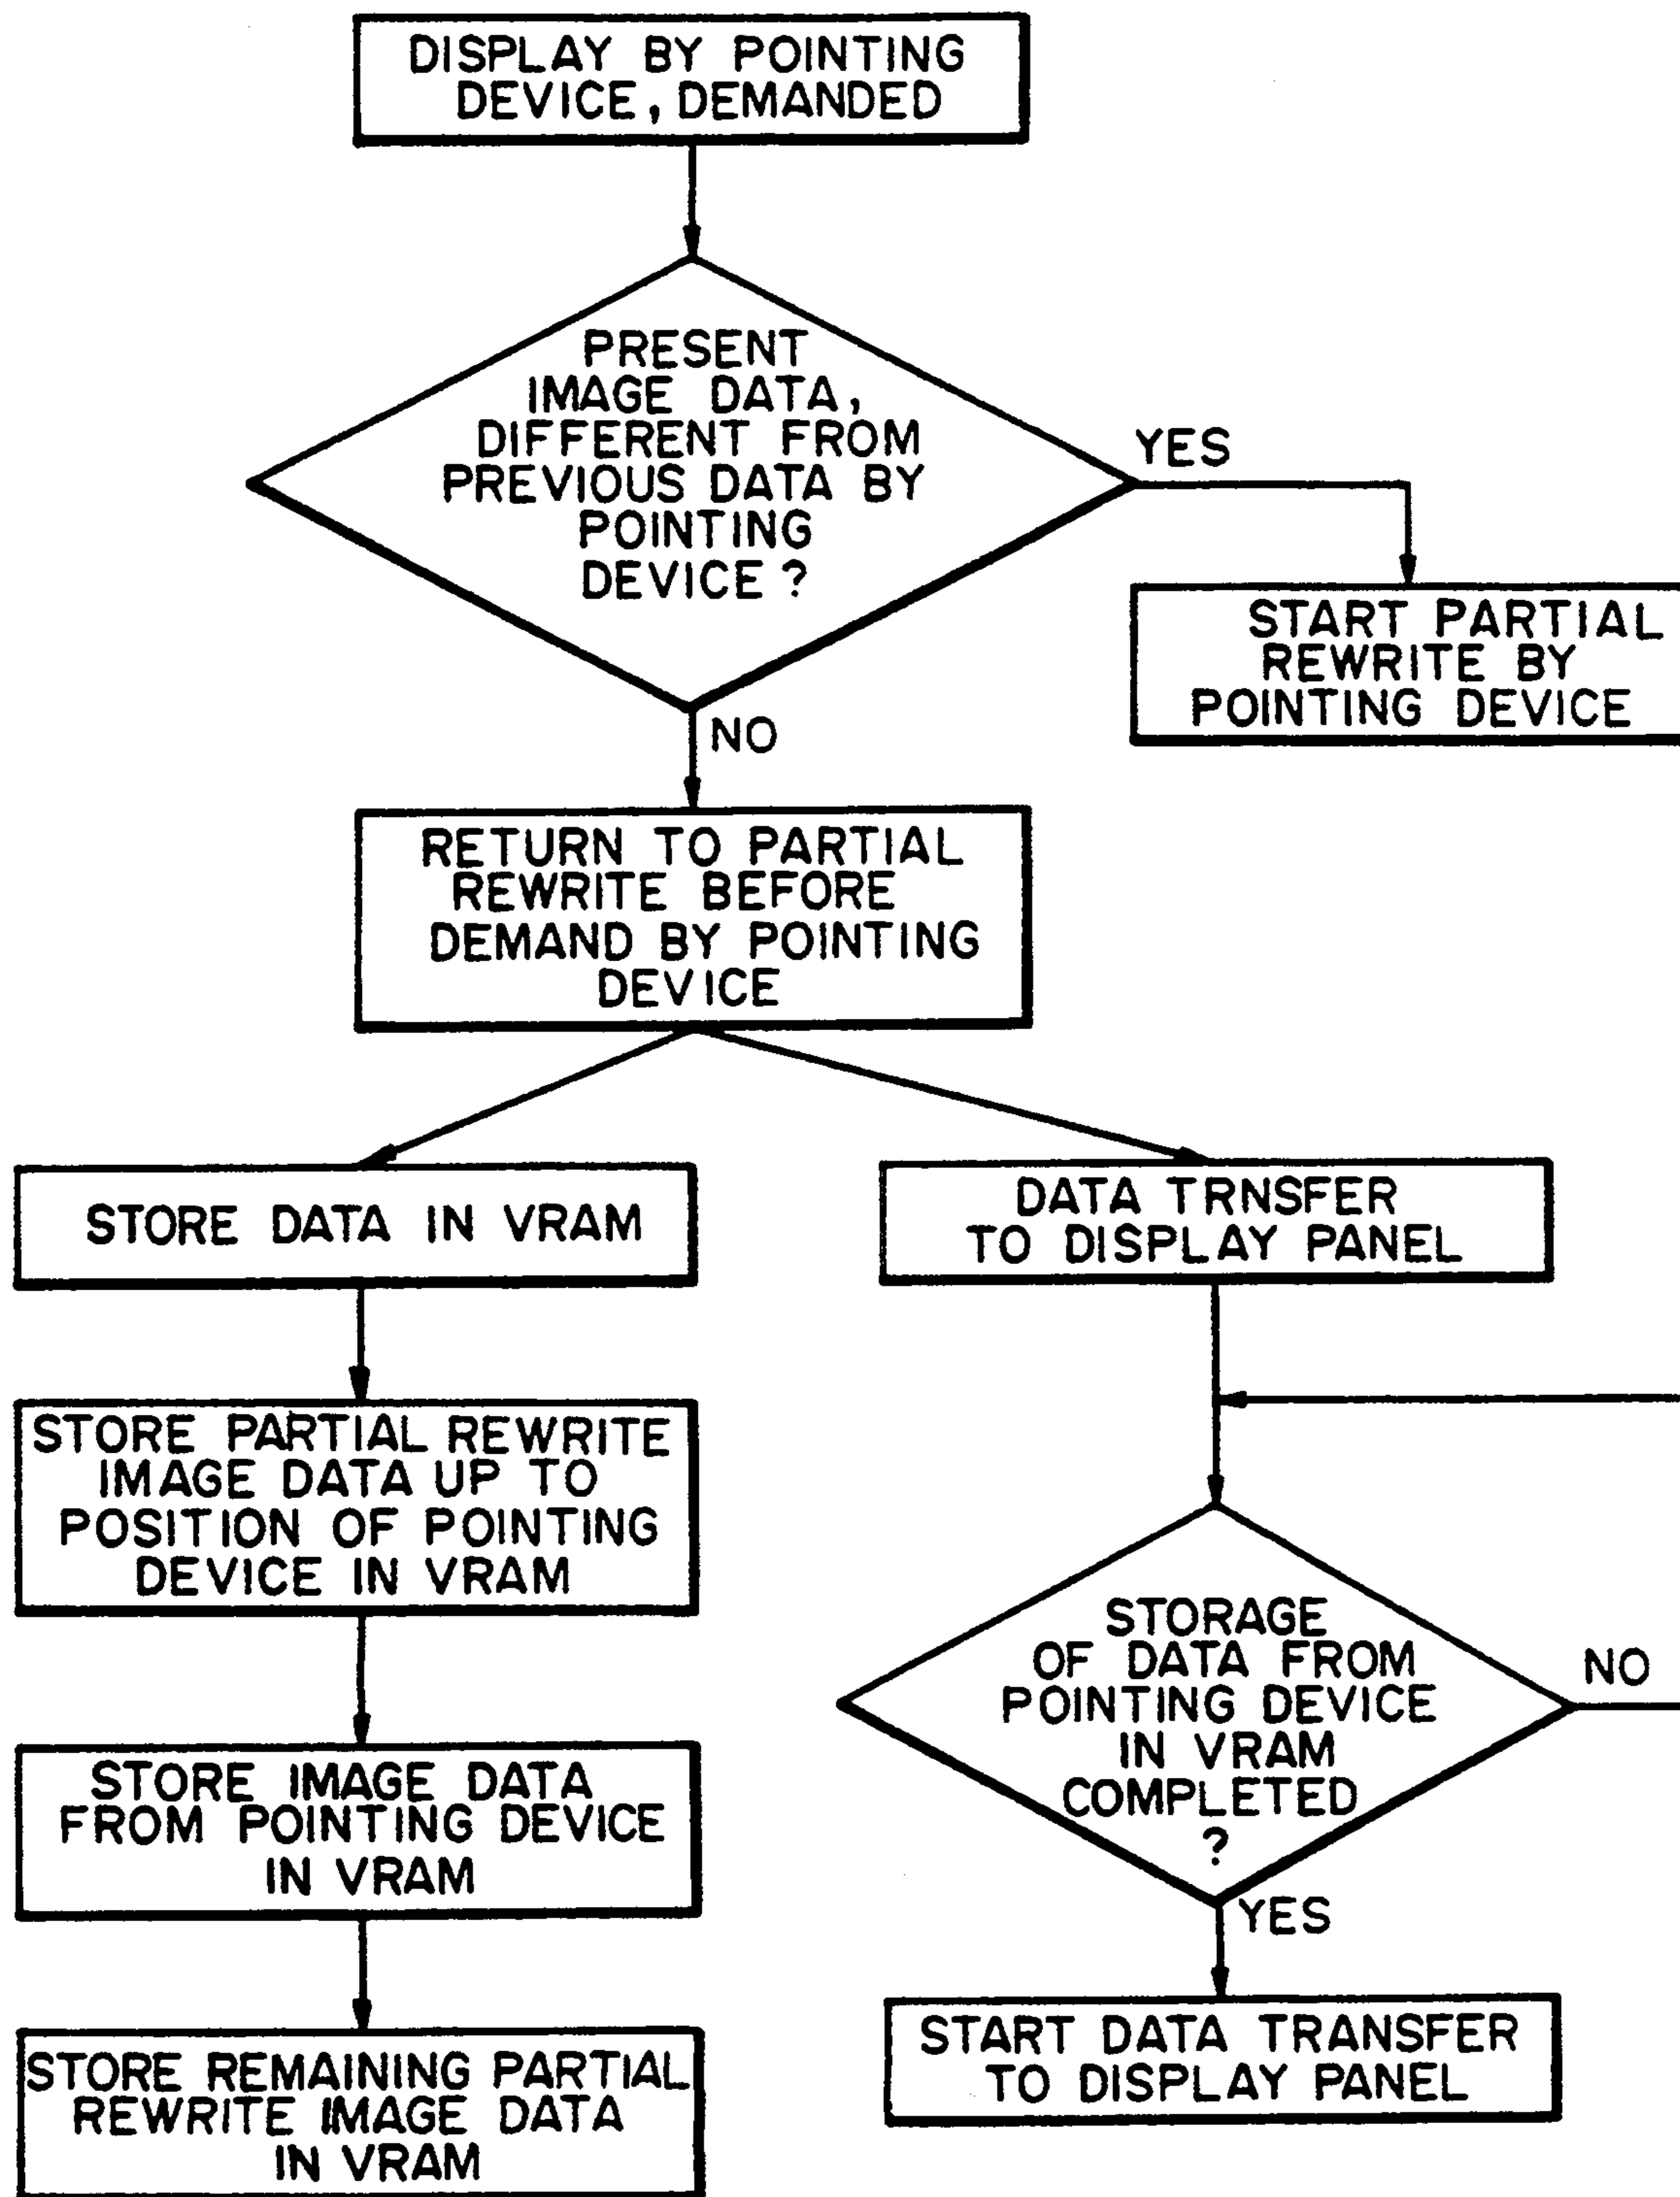 DISPLAY BY POINTING
DEVICE, DEMANDED
PRESENT
IMAGE DATA,
DIFFERENT FROM
PREVIOUS DATA BY
POINTING
DEVICE ?
YES
START PARTIAL
REWRITE BY
POINTING DEVICE
NO
RETURN TO PARTIAL
REWRITE BEFORE
DEMAND BY POINTING
DEVICE
STORE DATA IN VRAM
STORE PARTIAL REWRITE
IMAGE DATA UP TO
POSITION OF POINTING
DEVICE IN VRAM
STORE IMAGE DATA
FROM POINTING DEVICE
IN VRAM
STORE REMAINING PARTIAL
REWRITE IMAGE DATA
IN VRAM
DATA TRNSFER
TO DISPLAY PANEL
STORAGE
OF DATA FROM
POINTING DEVICE
IN VRAM
COMPLETED
?
NO
YES
START DATA TRANSFER
TO DISPLAY PANEL